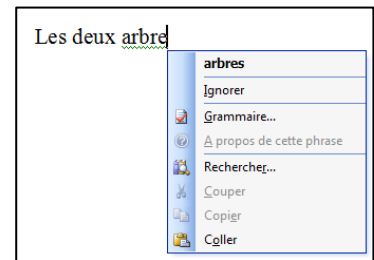 Les deux arbre
arbres
Ignorer
Grammaire...
A propos de cette phrase
Rechercher...
Couper
Copier
Coller